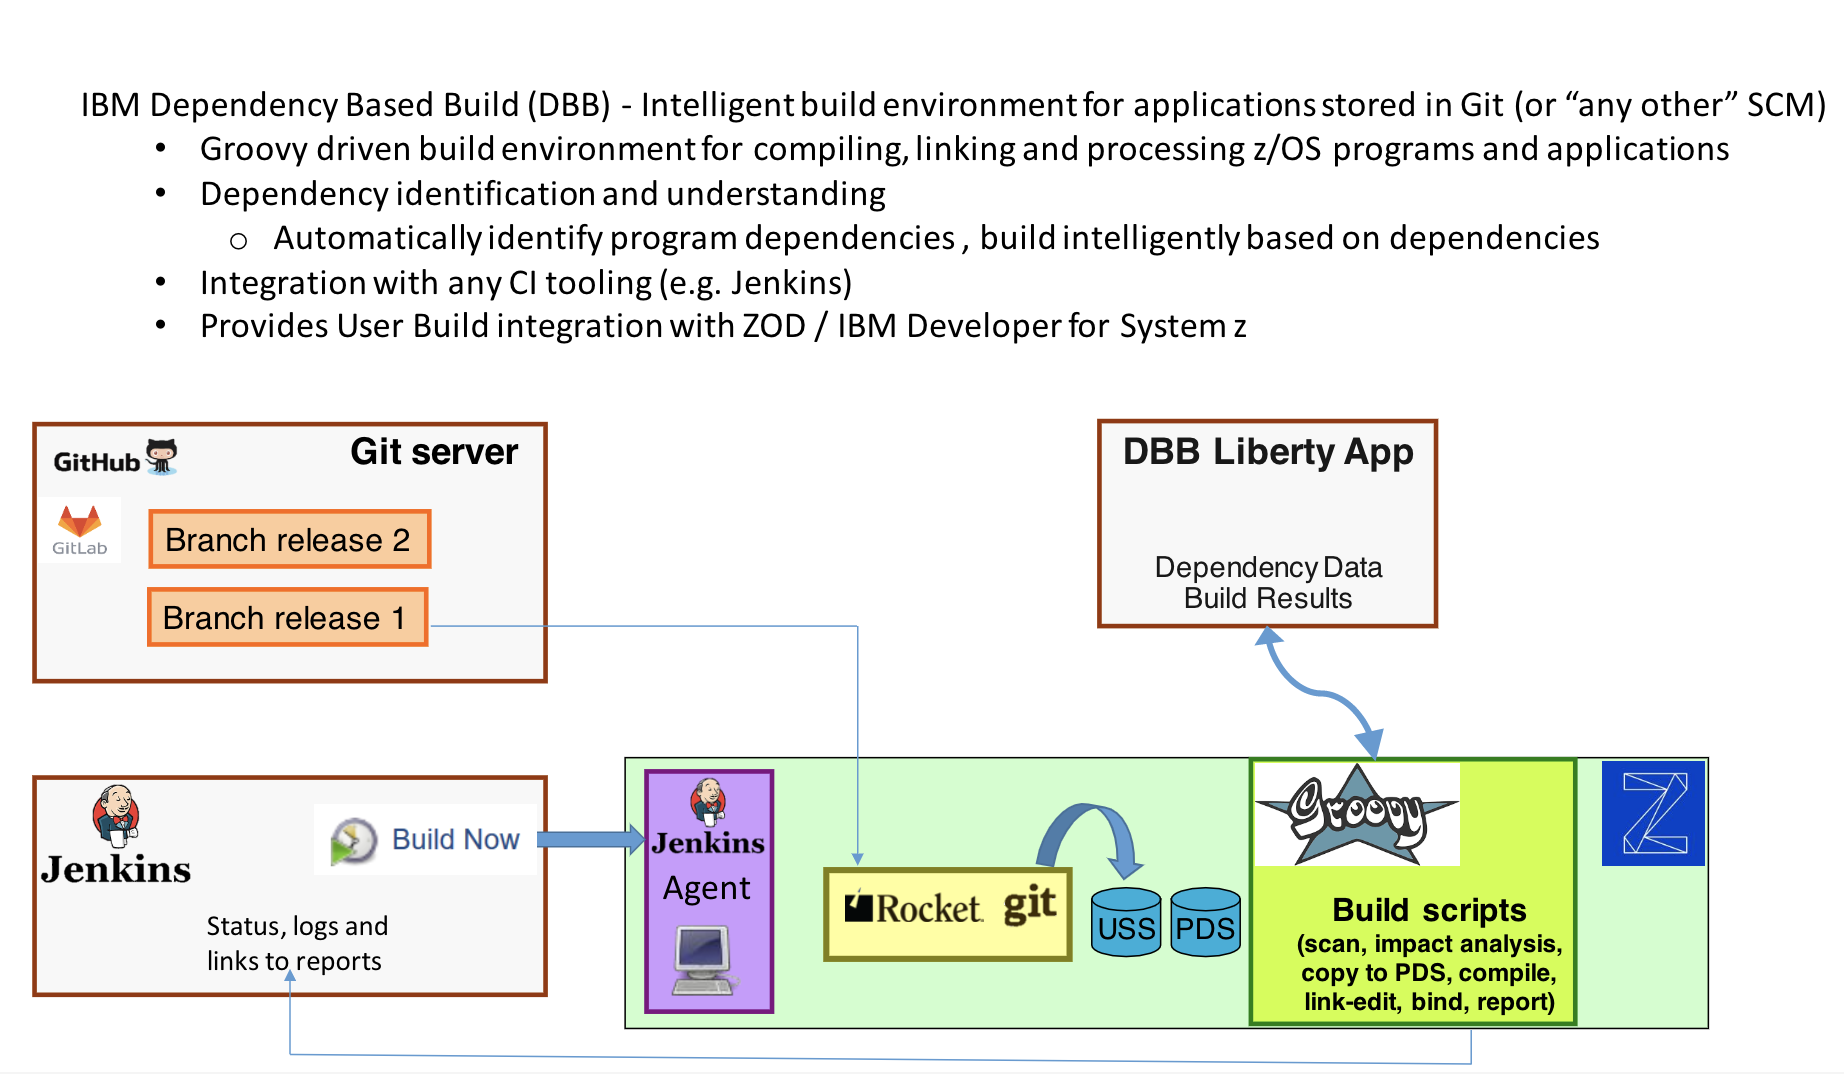 IBM Dependency Based Build (DBB) - Intelligent build environment for applications stored in Git (or “any other” SCM)
• Groovy driven build environment for compiling, linking and processing z/OS programs and applications
• Dependency identification and understanding
o Automatically identify program dependencies , build intelligently based on dependencies
• Integration with any CI tooling (e.g. Jenkins)
• Provides User Build integration with ZOD / IBM Developer for System z
GitHub
Git server
GitLab
Branch release 2
Branch release 1
DBB Liberty App
Dependency Data
Build Results
Jenkins
Build Now
Status, logs and
links to reports
Jenkins
Agent
Rocket
git
USS
PDS
Groovy
Build scripts
(scan, impact analysis,
copy to PDS, compile,
link-edit, bind, report)
Z